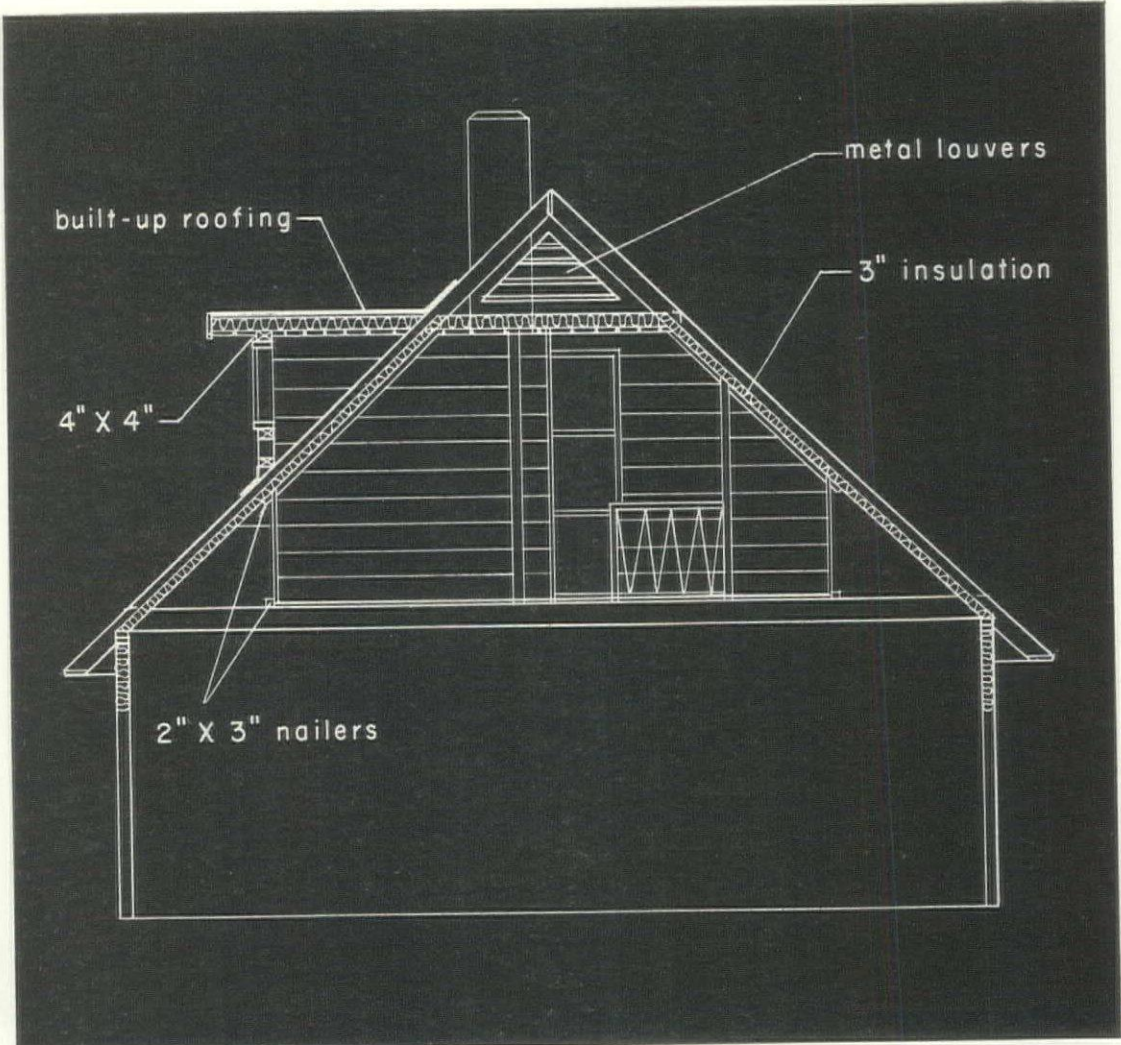 metal louvers
built-up roofing
3" insulation
4" X 4"
2" X 3" nailers